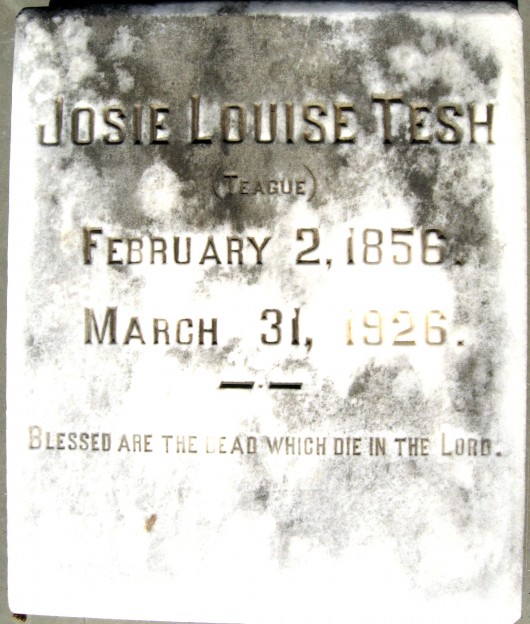 Josie Louise Tesh
(Teague)
February 2, 1856.
March 31, 1926.
Blessed are the dead which die in the Lord.